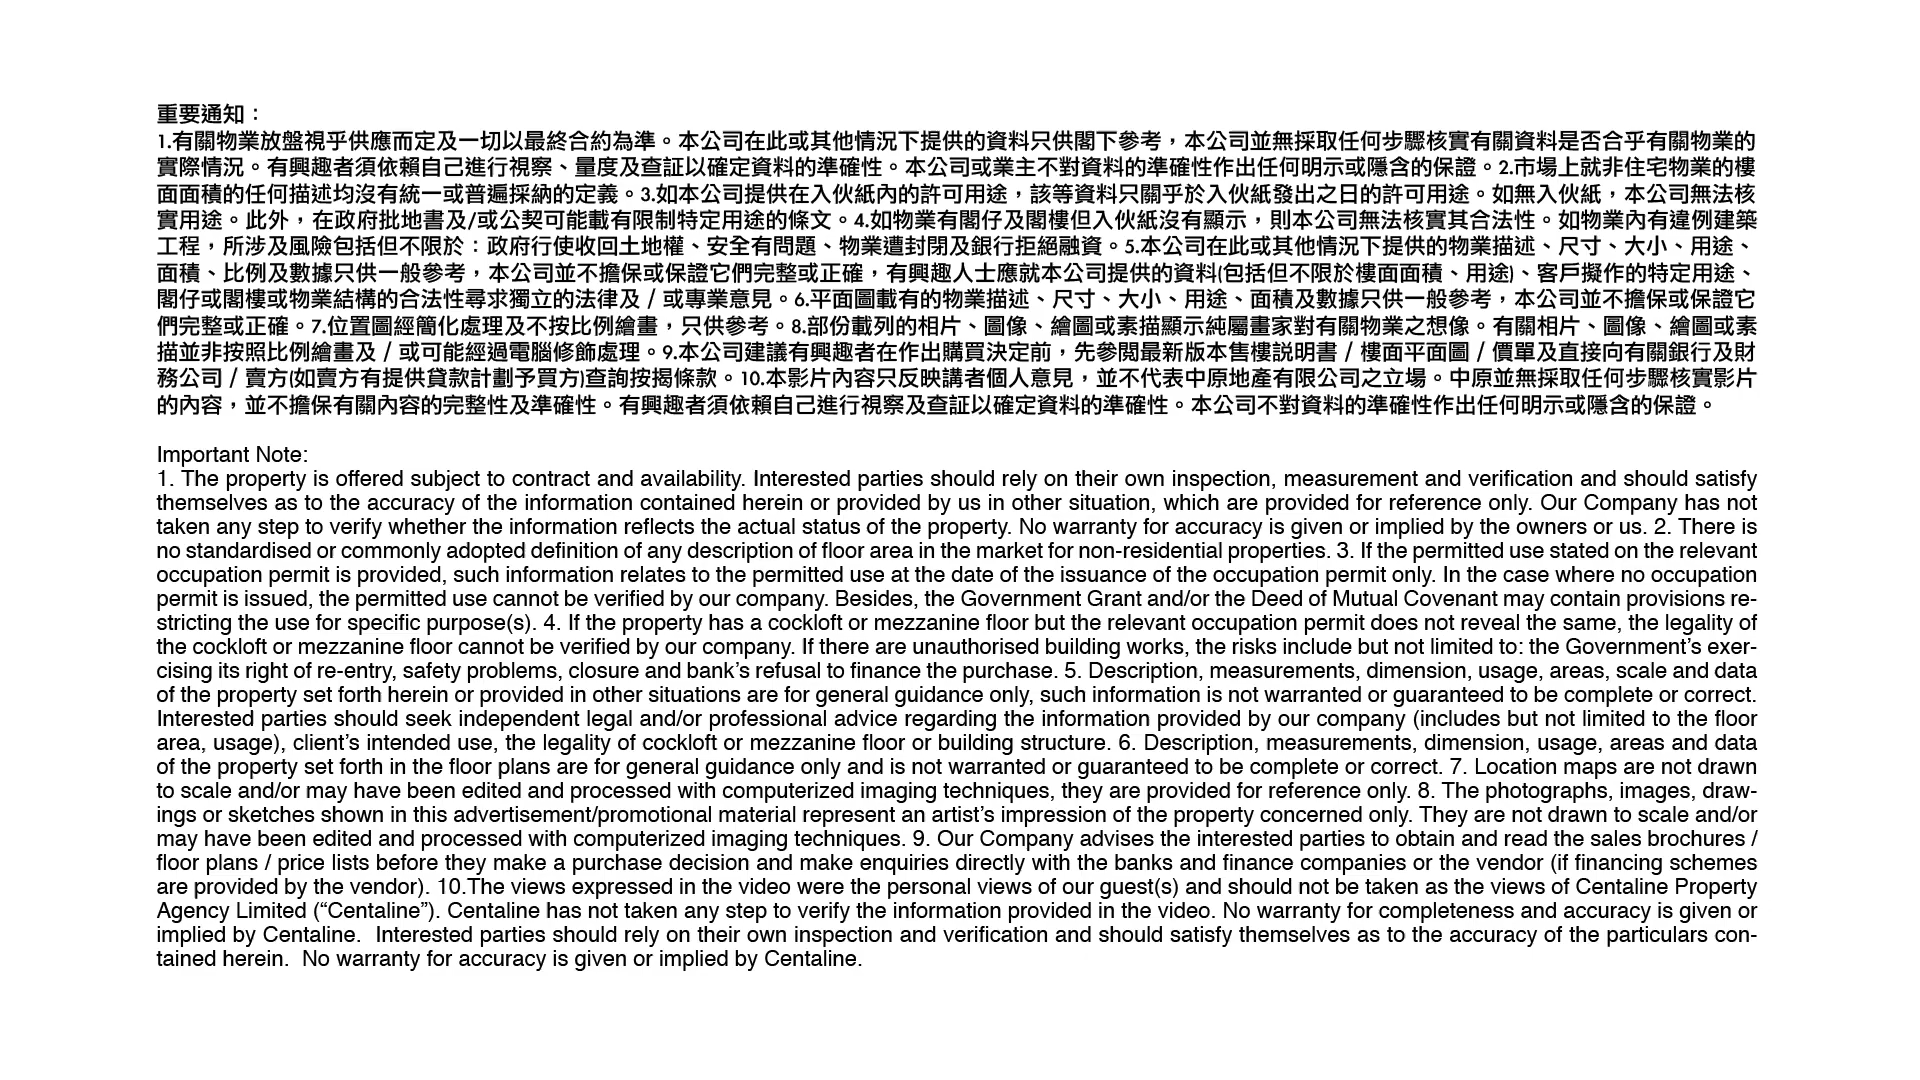 重要通知：
1.有關物業放盤視乎供應而定及一切以最終合約為準。本公司在此或其他情況下提供的資料只供閣下參考，本公司並無採取任何步驟核實有關資料是否合乎有關物業的
實際情況。有興趣者須依賴自己進行視察、量度及查証以確定資料的準確性。本公司或業主不對資料的準確性作出任何明示或隱含的保證。2.市場上就非住宅物業的樓
面面積的任何描述均沒有統一或普遍採納的定義。3.如本公司提供在入伙紙內的許可用途，該等資料只關乎於入伙紙發出之日的許可用途。如無入伙紙，本公司無法核
實用途。此外，在政府批地書及/或公契可能載有限制特定用途的條文。4.如物業有閣仔及閣樓但入伙紙沒有顯示，則本公司無法核實其合法性。如物業內有違例建築
工程，所涉及風險包括但不限於：政府行使收回土地權、安全有問題、物業遭封閉及銀行拒絕融資。5.本公司在此或其他情況下提供的物業描述、尺寸、大小、用途、
面積、比例及數據只供一般參考，本公司並不擔保或保證它們完整或正確，有興趣人士應就本公司提供的資料(包括但不限於樓面面積、用途)、客戶擬作的特定用途、
閣仔或閣樓或物業結構的合法性尋求獨立的法律及 / 或專業意見。6.平面圖載有的物業描述、尺寸、大小、用途、面積及數據只供一般參考，本公司並不擔保或保證它
們完整或正確。7.位置圖經簡化處理及不按比例繪畫，只供參考。8.部份載列的相片、圖像、繪圖或素描顯示純屬畫家對有關物業之想像。有關相片、圖像、繪圖或素
描並非按照比例繪畫及 / 或可能經過電腦修飾處理。9.本公司建議有興趣者在作出購買決定前，先參閱最新版本售樓説明書 / 樓面平面圖 / 價單及直接向有關銀行及財
務公司 / 賣方(如賣方有提供貸款計劃予買方)查詢按揭條款。10.本影片內容只反映講者個人意見，並不代表中原地產有限公司之立場。中原並無採取任何步驟核實影片
的內容，並不擔保有關內容的完整性及準確性。有興趣者須依賴自己進行視察及查証以確定資料的準確性。本公司不對資料的準確性作出任何明示或隱含的保證。
Important Note:
1. The property is offered subject to contract and availability. Interested parties should rely on their own inspection, measurement and verification and should satisfy
themselves as to the accuracy of the information contained herein or provided by us in other situation, which are provided for reference only. Our Company has not
taken any step to verify whether the information reflects the actual status of the property. No warranty for accuracy is given or implied by the owners or us. 2. There is
no standardised or commonly adopted definition of any description of floor area in the market for non-residential properties. 3. If the permitted use stated on the relevant
occupation permit is provided, such information relates to the permitted use at the date of the issuance of the occupation permit only. In the case where no occupation
permit is issued, the permitted use cannot be verified by our company. Besides, the Government Grant and/or the Deed of Mutual Covenant may contain provisions re-
stricting the use for specific purpose(s). 4. If the property has a cockloft or mezzanine floor but the relevant occupation permit does not reveal the same, the legality of
the cockloft or mezzanine floor cannot be verified by our company. If there are unauthorised building works, the risks include but not limited to: the Government’s exer-
cising its right of re-entry, safety problems, closure and bank’s refusal to finance the purchase. 5. Description, measurements, dimension, usage, areas, scale and data
of the property set forth herein or provided in other situations are for general guidance only, such information is not warranted or guaranteed to be complete or correct.
Interested parties should seek independent legal and/or professional advice regarding the information provided by our company (includes but not limited to the floor
area, usage), client’s intended use, the legality of cockloft or mezzanine floor or building structure. 6. Description, measurements, dimension, usage, areas and data
of the property set forth in the floor plans are for general guidance only and is not warranted or guaranteed to be complete or correct. 7. Location maps are not drawn
to scale and/or may have been edited and processed with computerized imaging techniques, they are provided for reference only. 8. The photographs, images, draw-
ings or sketches shown in this advertisement/promotional material represent an artist’s impression of the property concerned only. They are not drawn to scale and/or
may have been edited and processed with computerized imaging techniques. 9. Our Company advises the interested parties to obtain and read the sales brochures /
floor plans / price lists before they make a purchase decision and make enquiries directly with the banks and finance companies or the vendor (if financing schemes
are provided by the vendor). 10.The views expressed in the video were the personal views of our guest(s) and should not be taken as the views of Centaline Property
Agency Limited (“Centaline”). Centaline has not taken any step to verify the information provided in the video. No warranty for completeness and accuracy is given or
implied by Centaline.  Interested parties should rely on their own inspection and verification and should satisfy themselves as to the accuracy of the particulars con-
tained herein.  No warranty for accuracy is given or implied by Centaline.